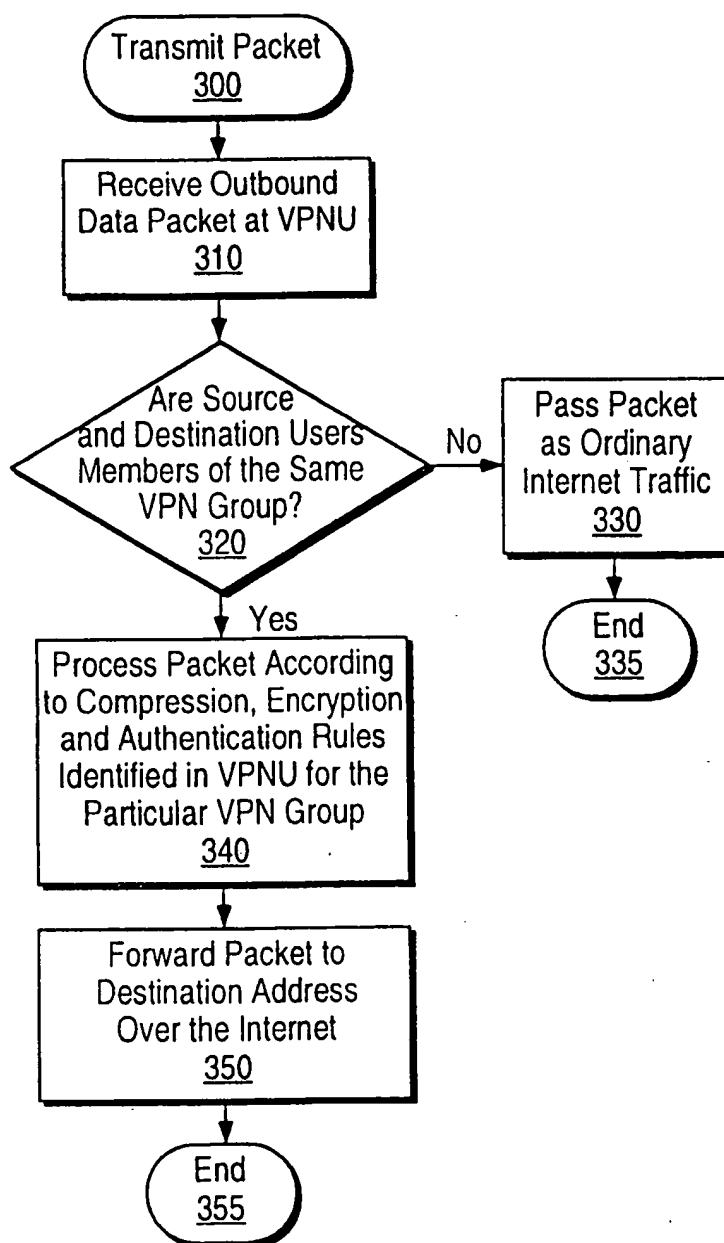 Transmit Packet
300
Receive Outbound
Data Packet at VPNU
310
Are Source
and Destination Users
Members of the Same
VPN Group?
320
No
Pass Packet
as Ordinary
Internet Traffic
330
End
335
Yes
Process Packet According
to Compression, Encryption
and Authentication Rules
Identified in VPNU for the
Particular VPN Group
340
Forward Packet to
Destination Address
Over the Internet
350
End
355